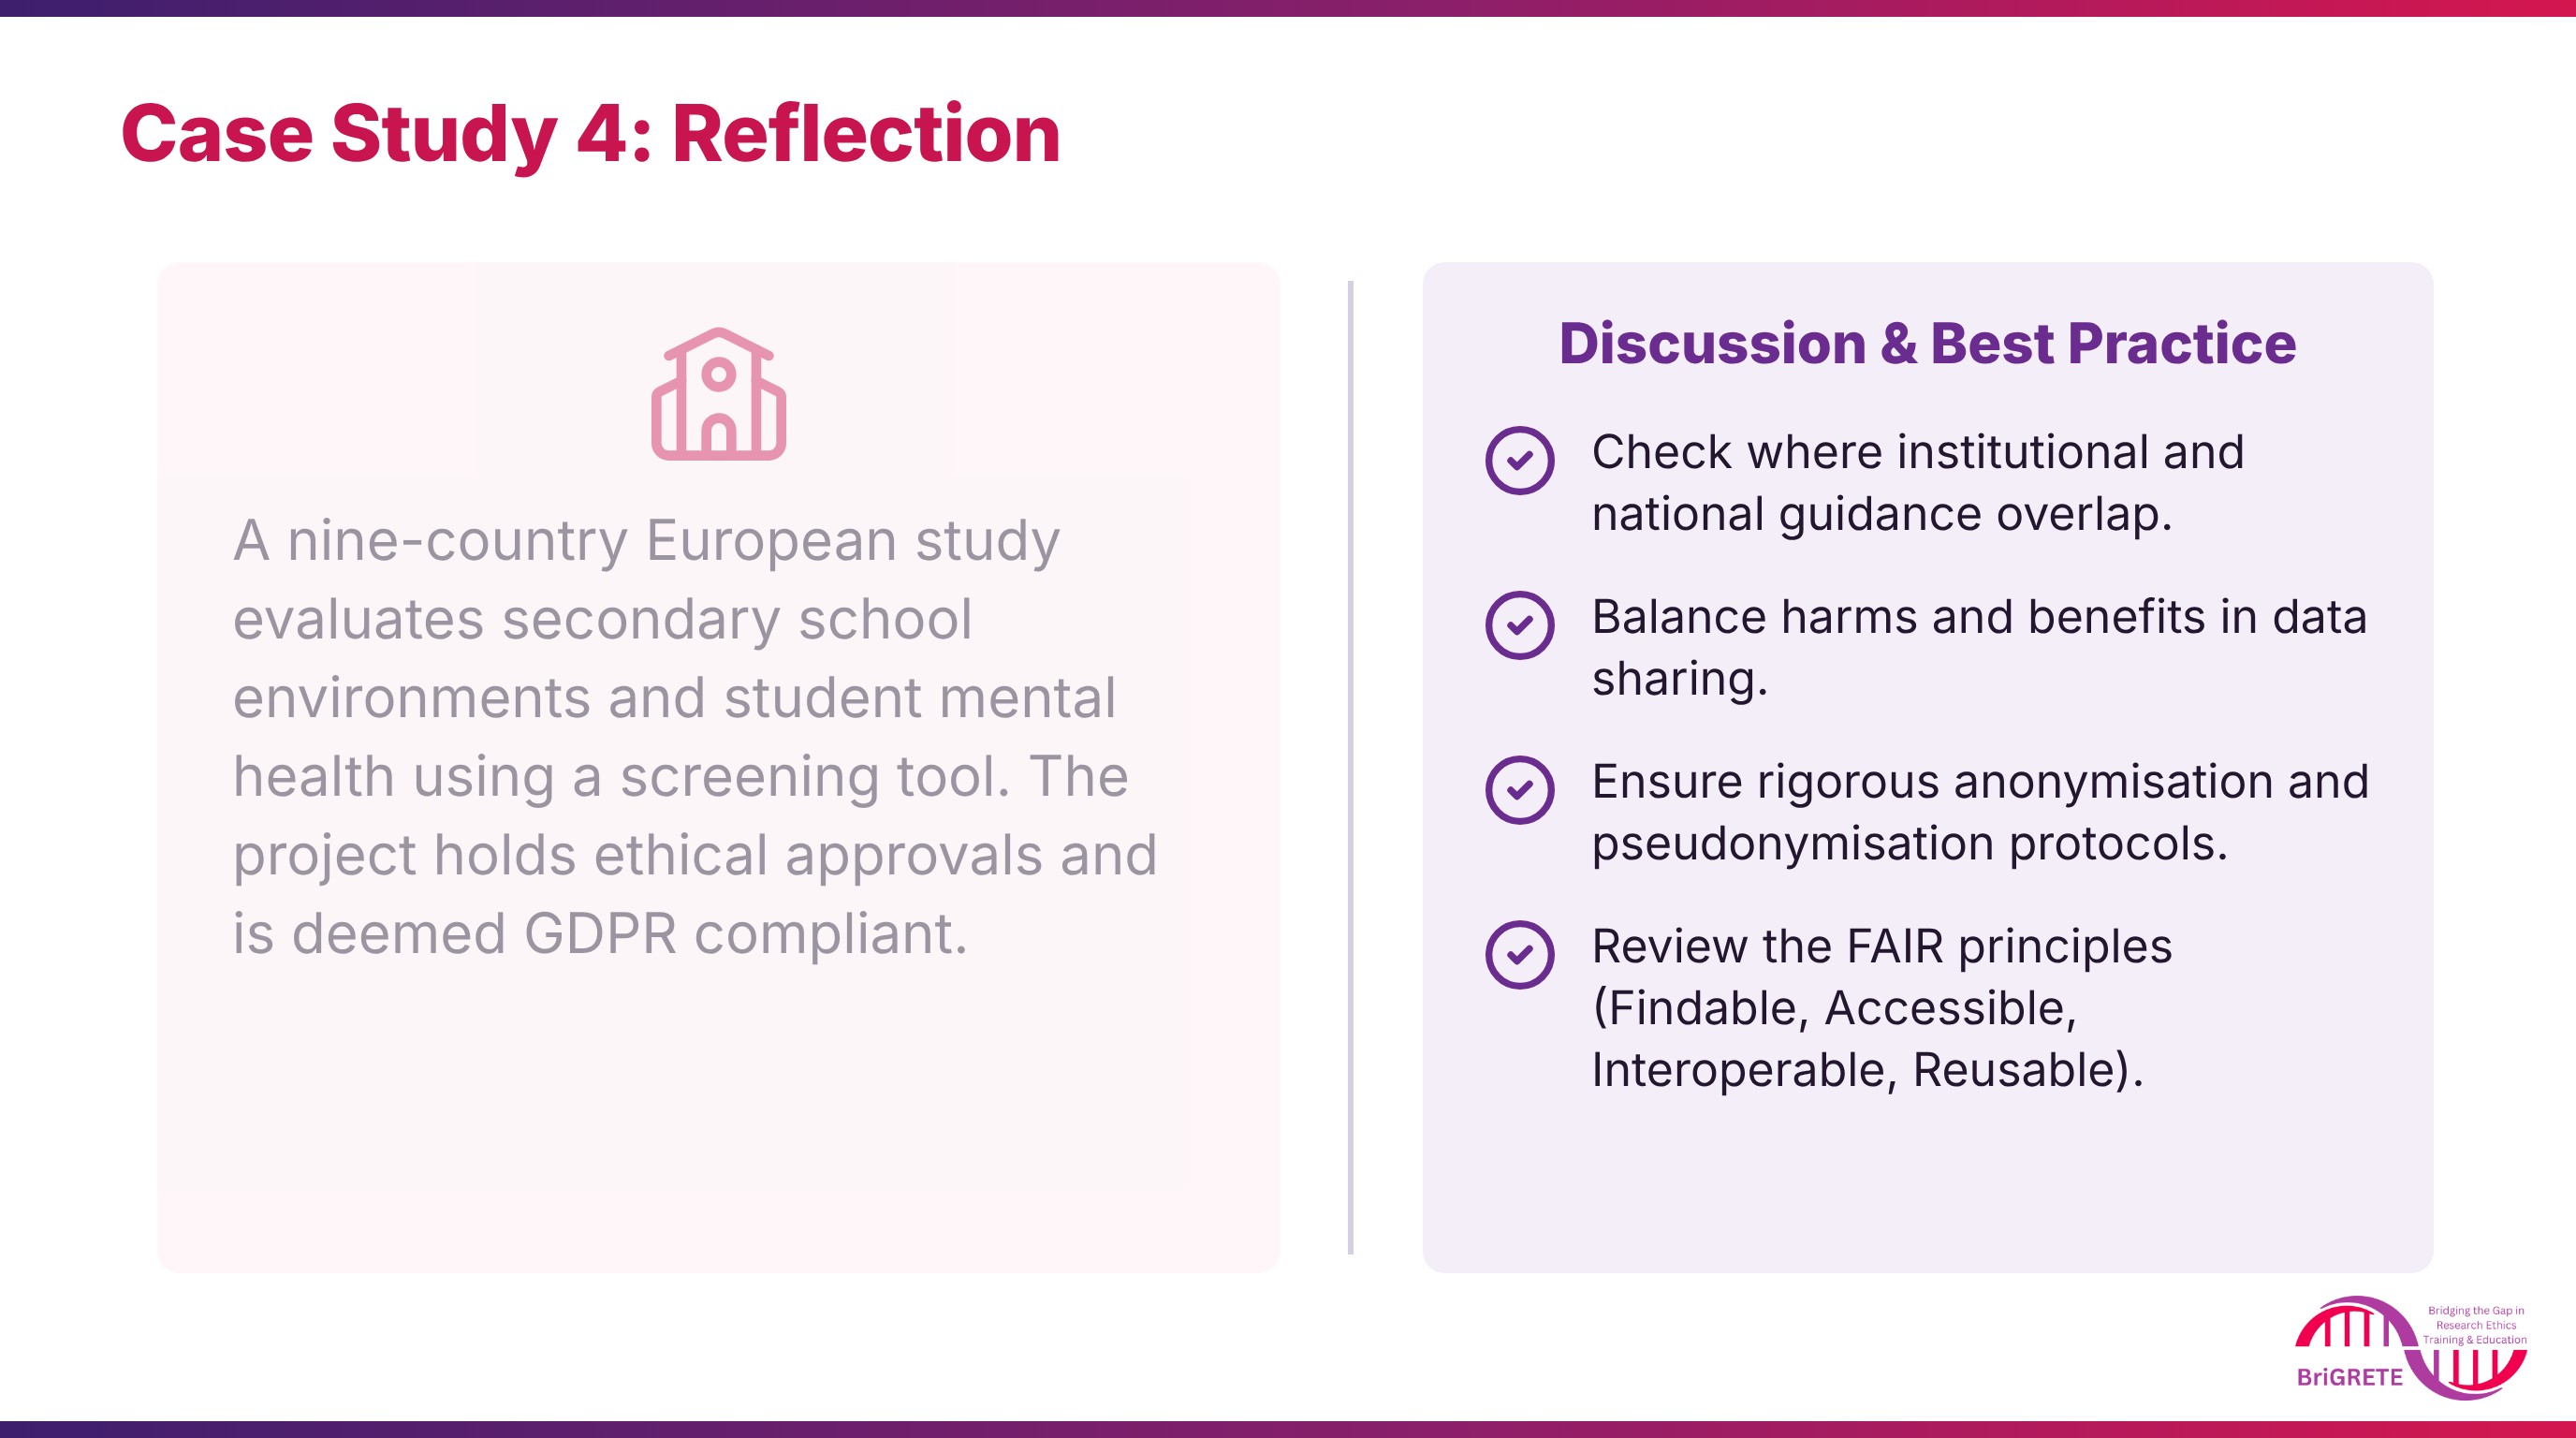 Case Study 4: Reflection
A nine-country European study
evaluates secondary school
environments and student mental
health using a screening tool. The
project holds ethical approvals and
is deemed GDPR compliant.
Discussion & Best Practice
Check where institutional and
national guidance overlap.
Balance harms and benefits in data
sharing.
Ensure rigorous anonymisation and
pseudonymisation protocols.
Review the FAIR principles
(Findable, Accessible,
Interoperable, Reusable).
Bridging the Gap in
Research Ethics
Training & Education
BriGRETE